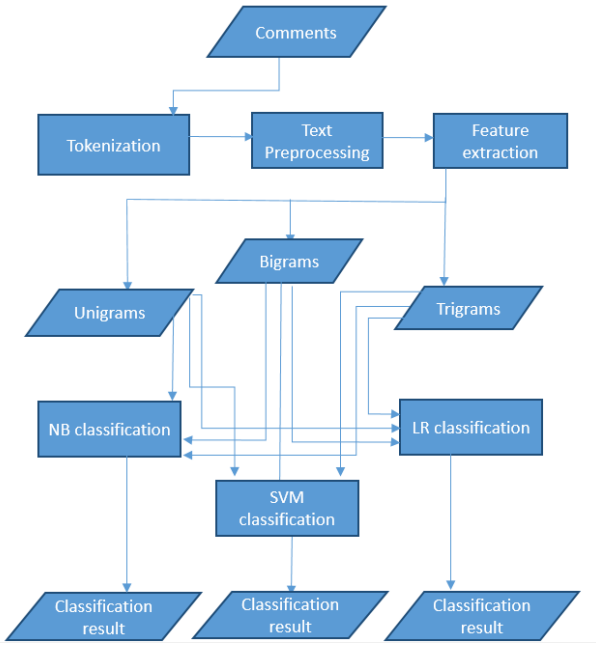 Comments
Tokenization
Text
Preprocessing
Feature
extraction
Bigrams
Unigrams
Trigrams
NB classification
LR classification
SVM
classification
Classification
result
Classification
result
Classification
result